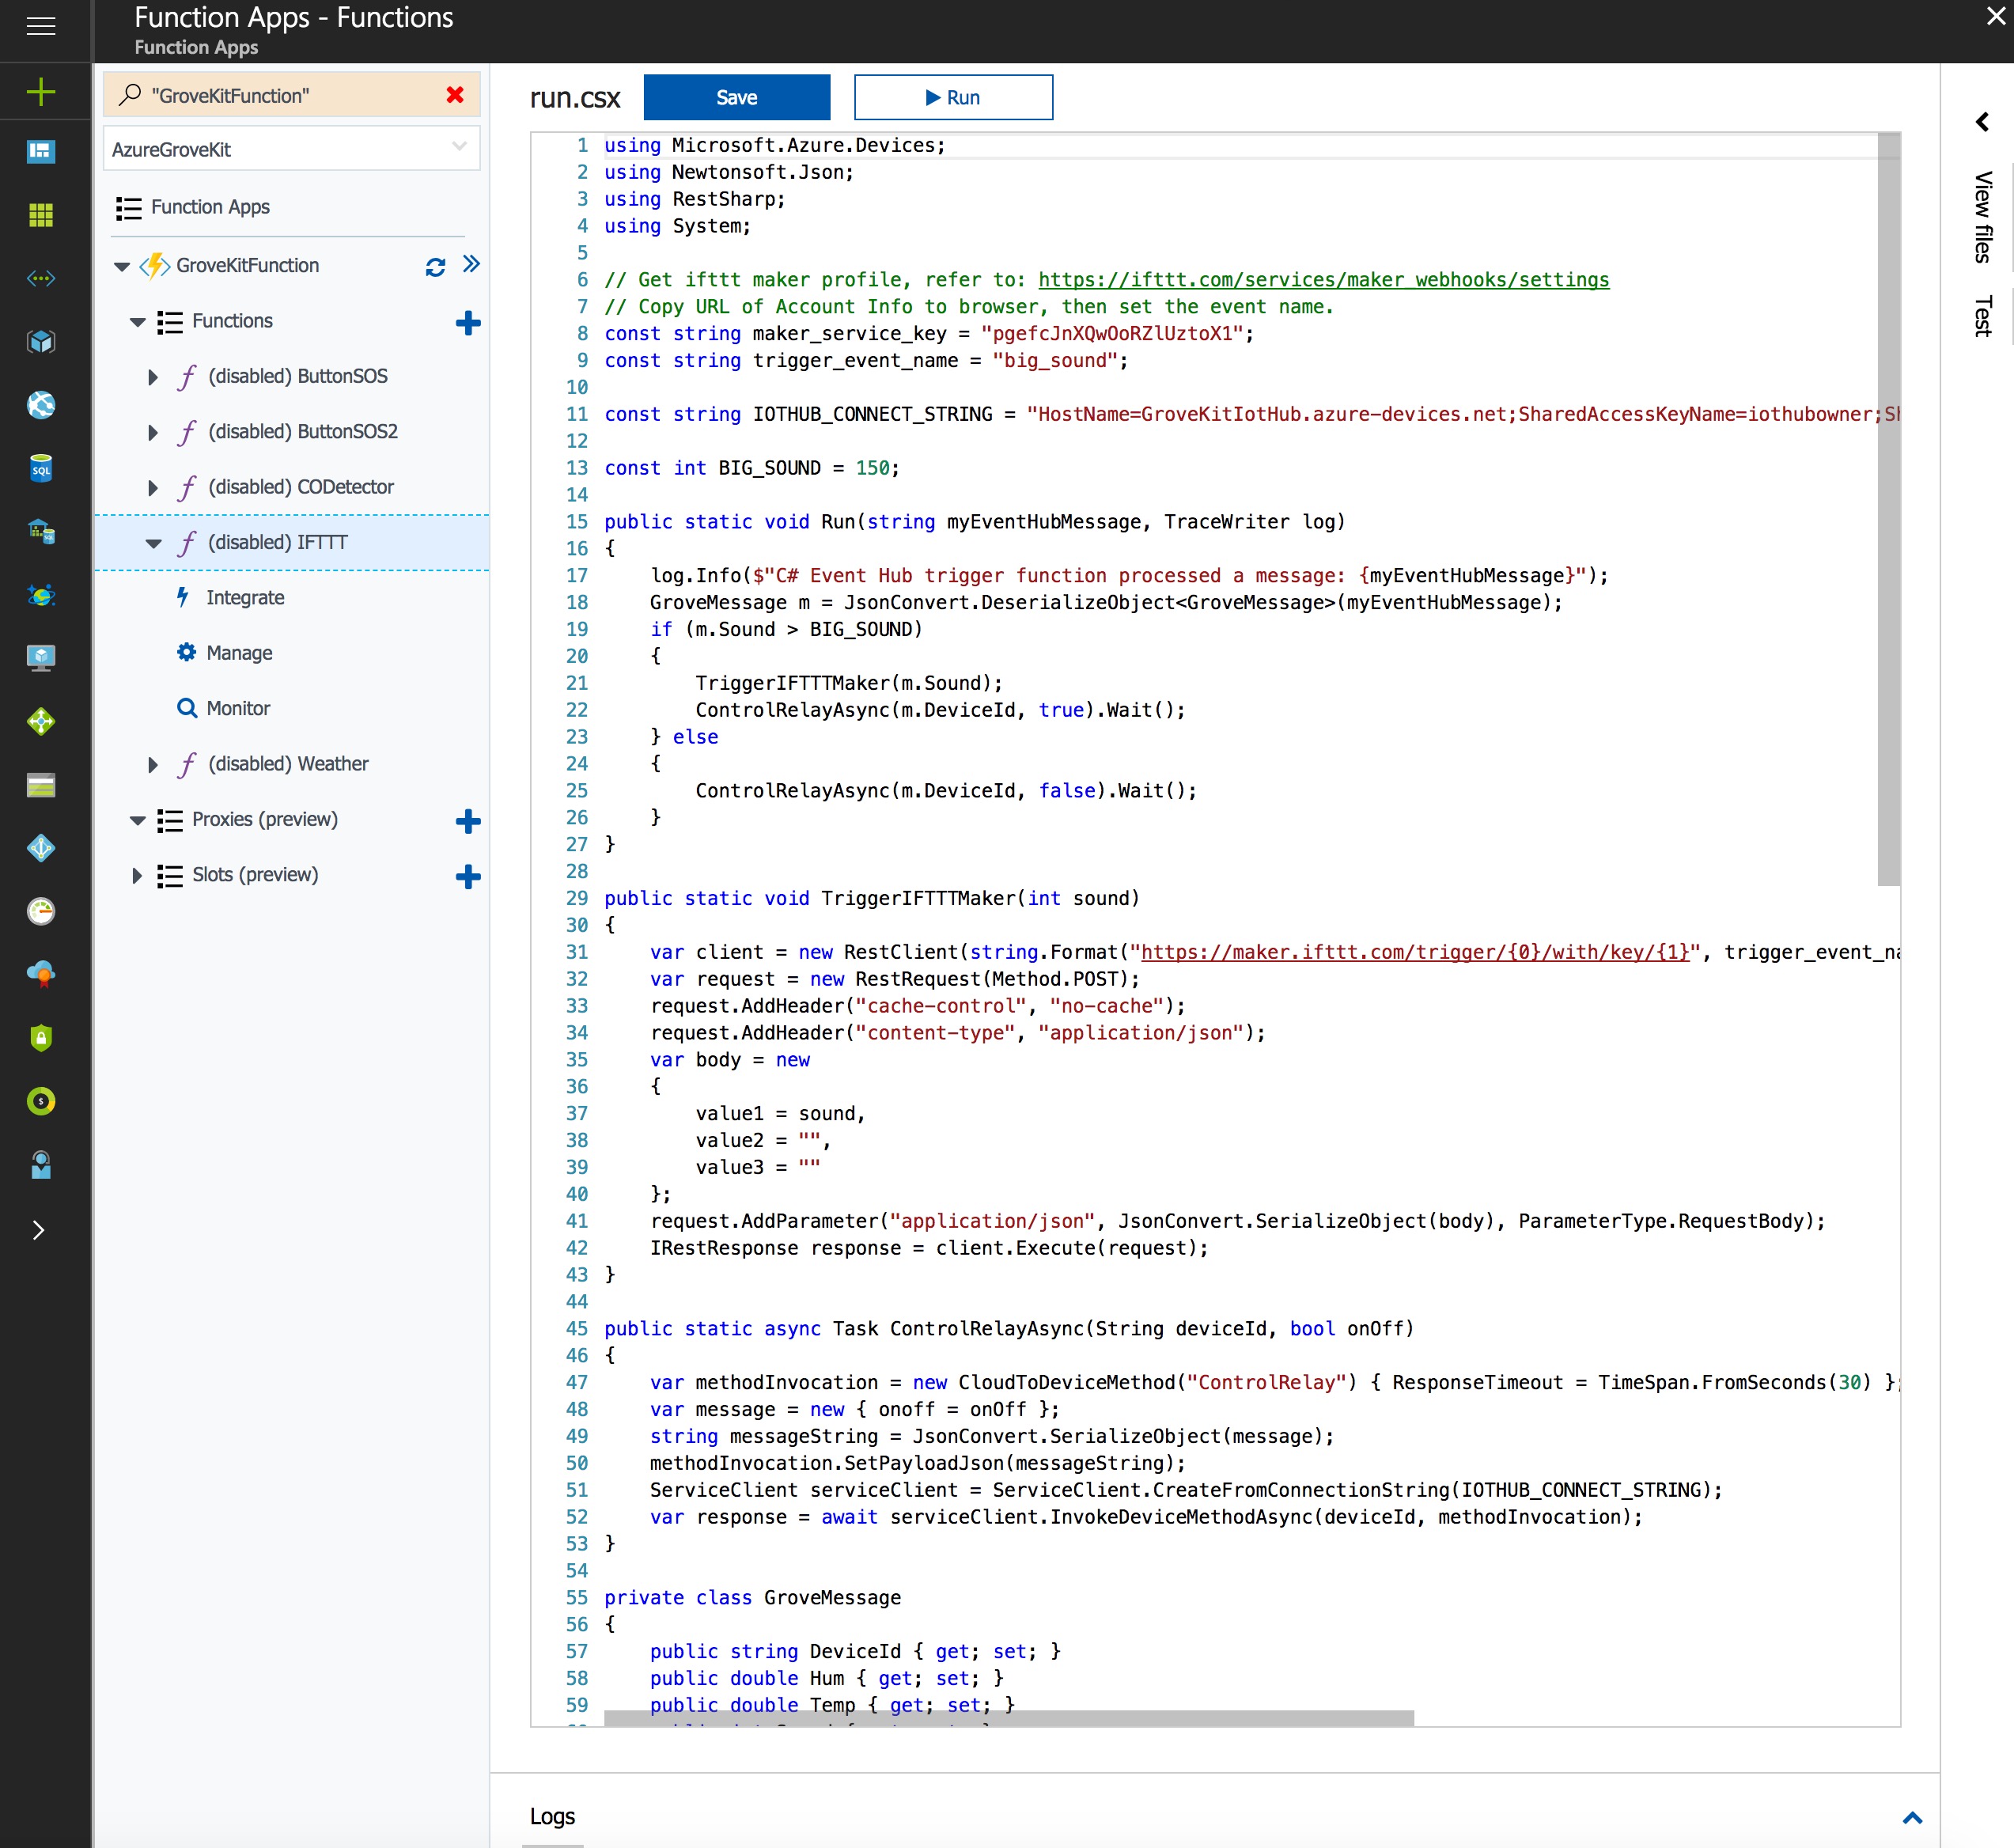 Function Apps - Functions
Function Apps
"GroveKitFunction"
AzureGroveKit
Function Apps
GroveKitFunction
Functions
(disabled) ButtonSOS
(disabled) ButtonSOS2
(disabled) CODetector
(disabled) IFTTT
Integrate
Manage
Monitor
(disabled) Weather
Proxies (preview)
Slots (preview)
SQL
run.csx
Save
Run
1 using Microsoft.Azure.Devices;
2 using Newtonsoft.Json;
3 using RestSharp;
4 using System;
5
6 // Get ifttt maker profile, refer to: https://ifttt.com/services/maker_webhooks/settings
7 // Copy URL of Account Info to browser, then set the event name.
8 const string maker_service_key = "pgefcJnXQwOoRZlUztoX1";
9 const string trigger_event_name = "big_sound";
10
11 const string IOTHUB_CONNECT_STRING = "HostName=GroveKitIotHub.azure-devices.net;SharedAccessKeyName=iothubowner;Sh
12
13 const int BIG_SOUND = 150;
14
15 public static void Run(string myEventHubMessage, TraceWriter log)
16 {
17     log.Info($"C# Event Hub trigger function processed a message: {myEventHubMessage}");
18     GroveMessage m = JsonConvert.DeserializeObject<GroveMessage>(myEventHubMessage);
19     if (m.Sound > BIG_SOUND)
20     {
21         TriggerIFTTTMaker(m.Sound);
22         ControlRelayAsync(m.DeviceId, true).Wait();
23     } else
24     {
25         ControlRelayAsync(m.DeviceId, false).Wait();
26     }
27 }
28
29 public static void TriggerIFTTTMaker(int sound)
30 {
31     var client = new RestClient(string.Format("https://maker.ifttt.com/trigger/{0}/with/key/{1}", trigger_event_na
32     var request = new RestRequest(Method.POST);
33     request.AddHeader("cache-control", "no-cache");
34     request.AddHeader("content-type", "application/json");
35     var body = new
36     {
37         value1 = sound,
38         value2 = "",
39         value3 = ""
40     };
41     request.AddParameter("application/json", JsonConvert.SerializeObject(body), ParameterType.RequestBody);
42     IRestResponse response = client.Execute(request);
43 }
44
45 public static async Task ControlRelayAsync(String deviceId, bool onOff)
46 {
47     var methodInvocation = new CloudToDeviceMethod("ControlRelay") { ResponseTimeout = TimeSpan.FromSeconds(30) };
48     var message = new { onoff = onOff };
49     string messageString = JsonConvert.SerializeObject(message);
50     methodInvocation.SetPayloadJson(messageString);
51     ServiceClient serviceClient = ServiceClient.CreateFromConnectionString(IOTHUB_CONNECT_STRING);
52     var response = await serviceClient.InvokeDeviceMethodAsync(deviceId, methodInvocation);
53 }
54
55 private class GroveMessage
56 {
57     public string DeviceId { get; set; }
58     public double Hum { get; set; }
59     public double Temp { get; set; }
Logs
View files
Test